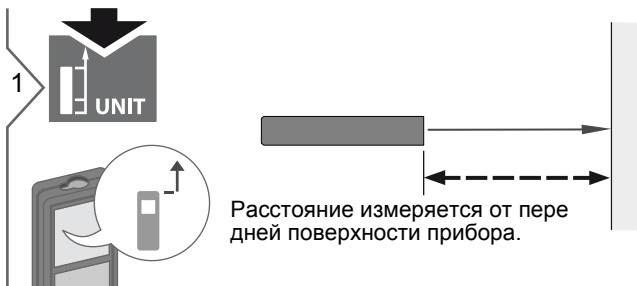 1
UNIT
Расстояние измеряется от пере
дней поверхности прибора.